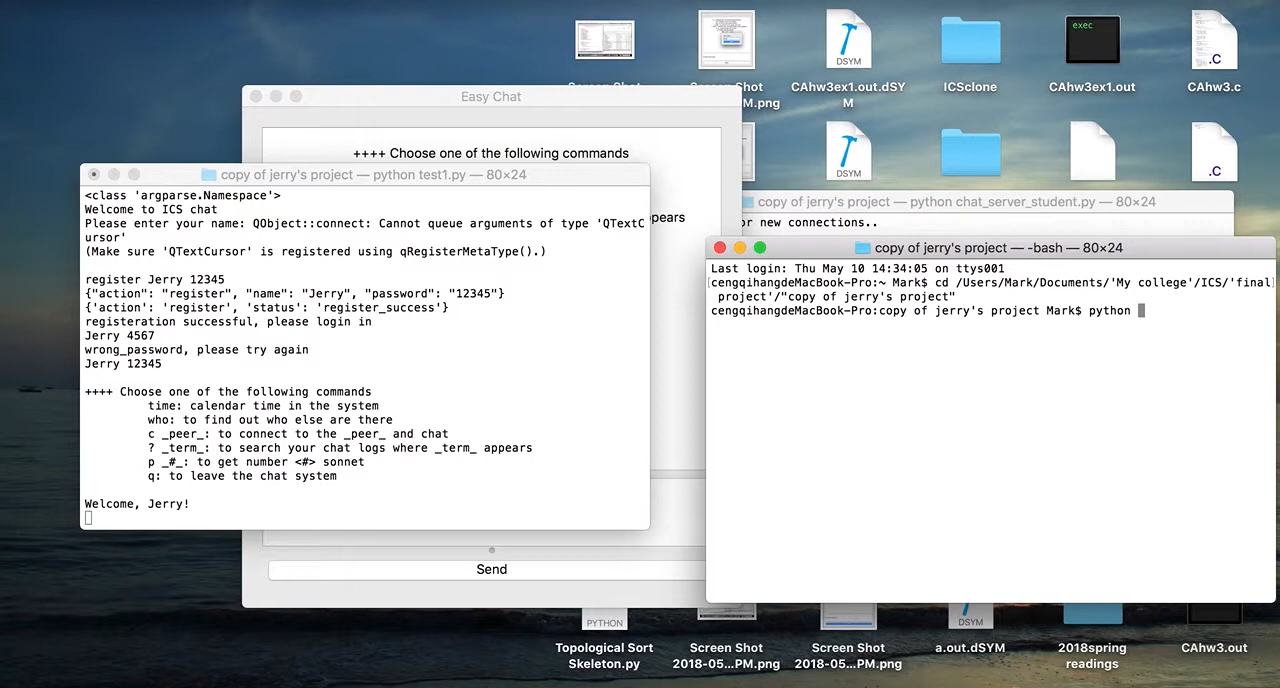 exec
DSYM
.C
CAhw3ex1.out.dSY
M
ICSclone
CAhw3ex1.out
CAhw3.c
Shot
M.png
DSYM
.C
Easy Chat
++++ Choose one of the following commands
pears
copy of jerry's project — python test1.py — 80×24
<class 'argparse.Namespace'>
Welcome to ICS chat
Please enter your name: QObject::connect: Cannot queue arguments of type 'QTextC
ursor'
(Make sure 'QTextCursor' is registered using qRegisterMetaType().)
register Jerry 12345
{"action": "register", "name": "Jerry", "password": "12345"}
{'action': 'register', 'status': 'register_success'}
registeration successful, please login in
Jerry 4567
wrong_password, please try again
Jerry 12345
++++ Choose one of the following commands
time: calendar time in the system
who: to find out who else are there
c _peer_: to connect to the _peer_ and chat
? _term_: to search your chat logs where _term_ appears
p _#_: to get number <#> sonnet
q: to leave the chat system
Welcome, Jerry!
Send
copy of jerry's project — python chat_server_student.py — 80×24
or new connections..
copy of jerry's project — -bash — 80×24
Last login: Thu May 10 14:34:05 on ttys001
[cengqihangdeMacBook-Pro:~ Mark$ cd /Users/Mark/Documents/'My college'/ICS/'final]
project'/"copy of jerry's project"
cengqihangdeMacBook-Pro:copy of jerry's project Mark$ python
PYTHON
DSYM
Topological Sort
Skeleton.py
Screen Shot
2018-05...PM.png
Screen Shot
2018-05...PM.png
a.out.dSYM
2018spring
readings
CAhw3.out